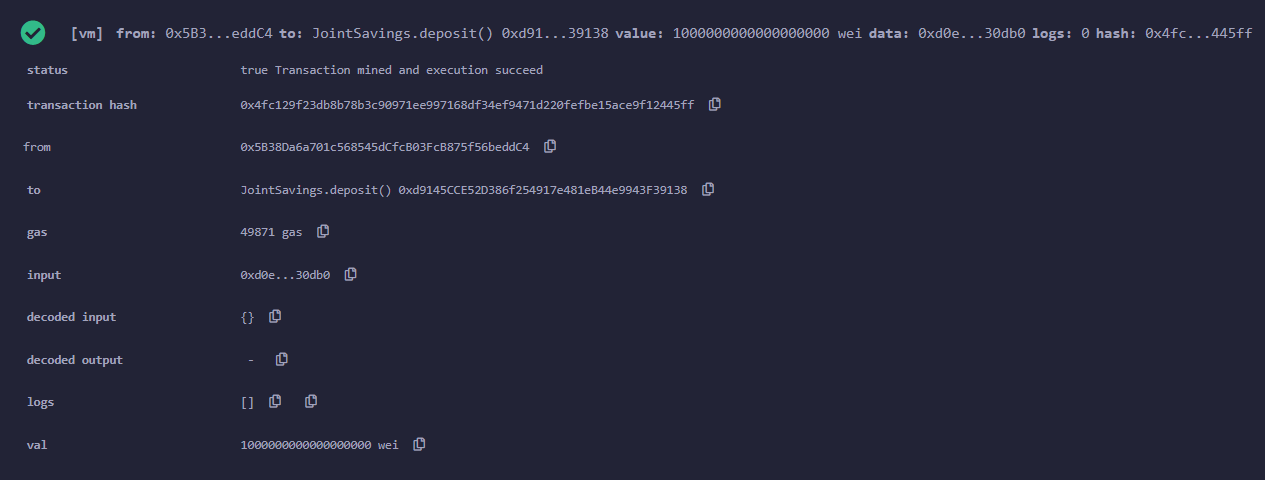 [vm] from: 0x5B3...eddC4 to: JointSavings.deposit() 0xd91...39138 value: 1000000000000000000 wei data: 0xd0e...30db0 logs: 0 hash: 0x4fc...445ff
status true Transaction mined and execution succeed
transaction hash 0x4fc129f23db8b78b3c90971ee997168df34ef9471d220fefbe15ace9f12445ff
from 0x5B38Da6a701c568545dCfcB03FcB875f56beddC4
to JointSavings.deposit() 0xd9145CCE52D386f254917e481eB44e9943F39138
gas 49871 gas
input 0xd0e...30db0
decoded input {}
decoded output -
logs []
val 1000000000000000000 wei